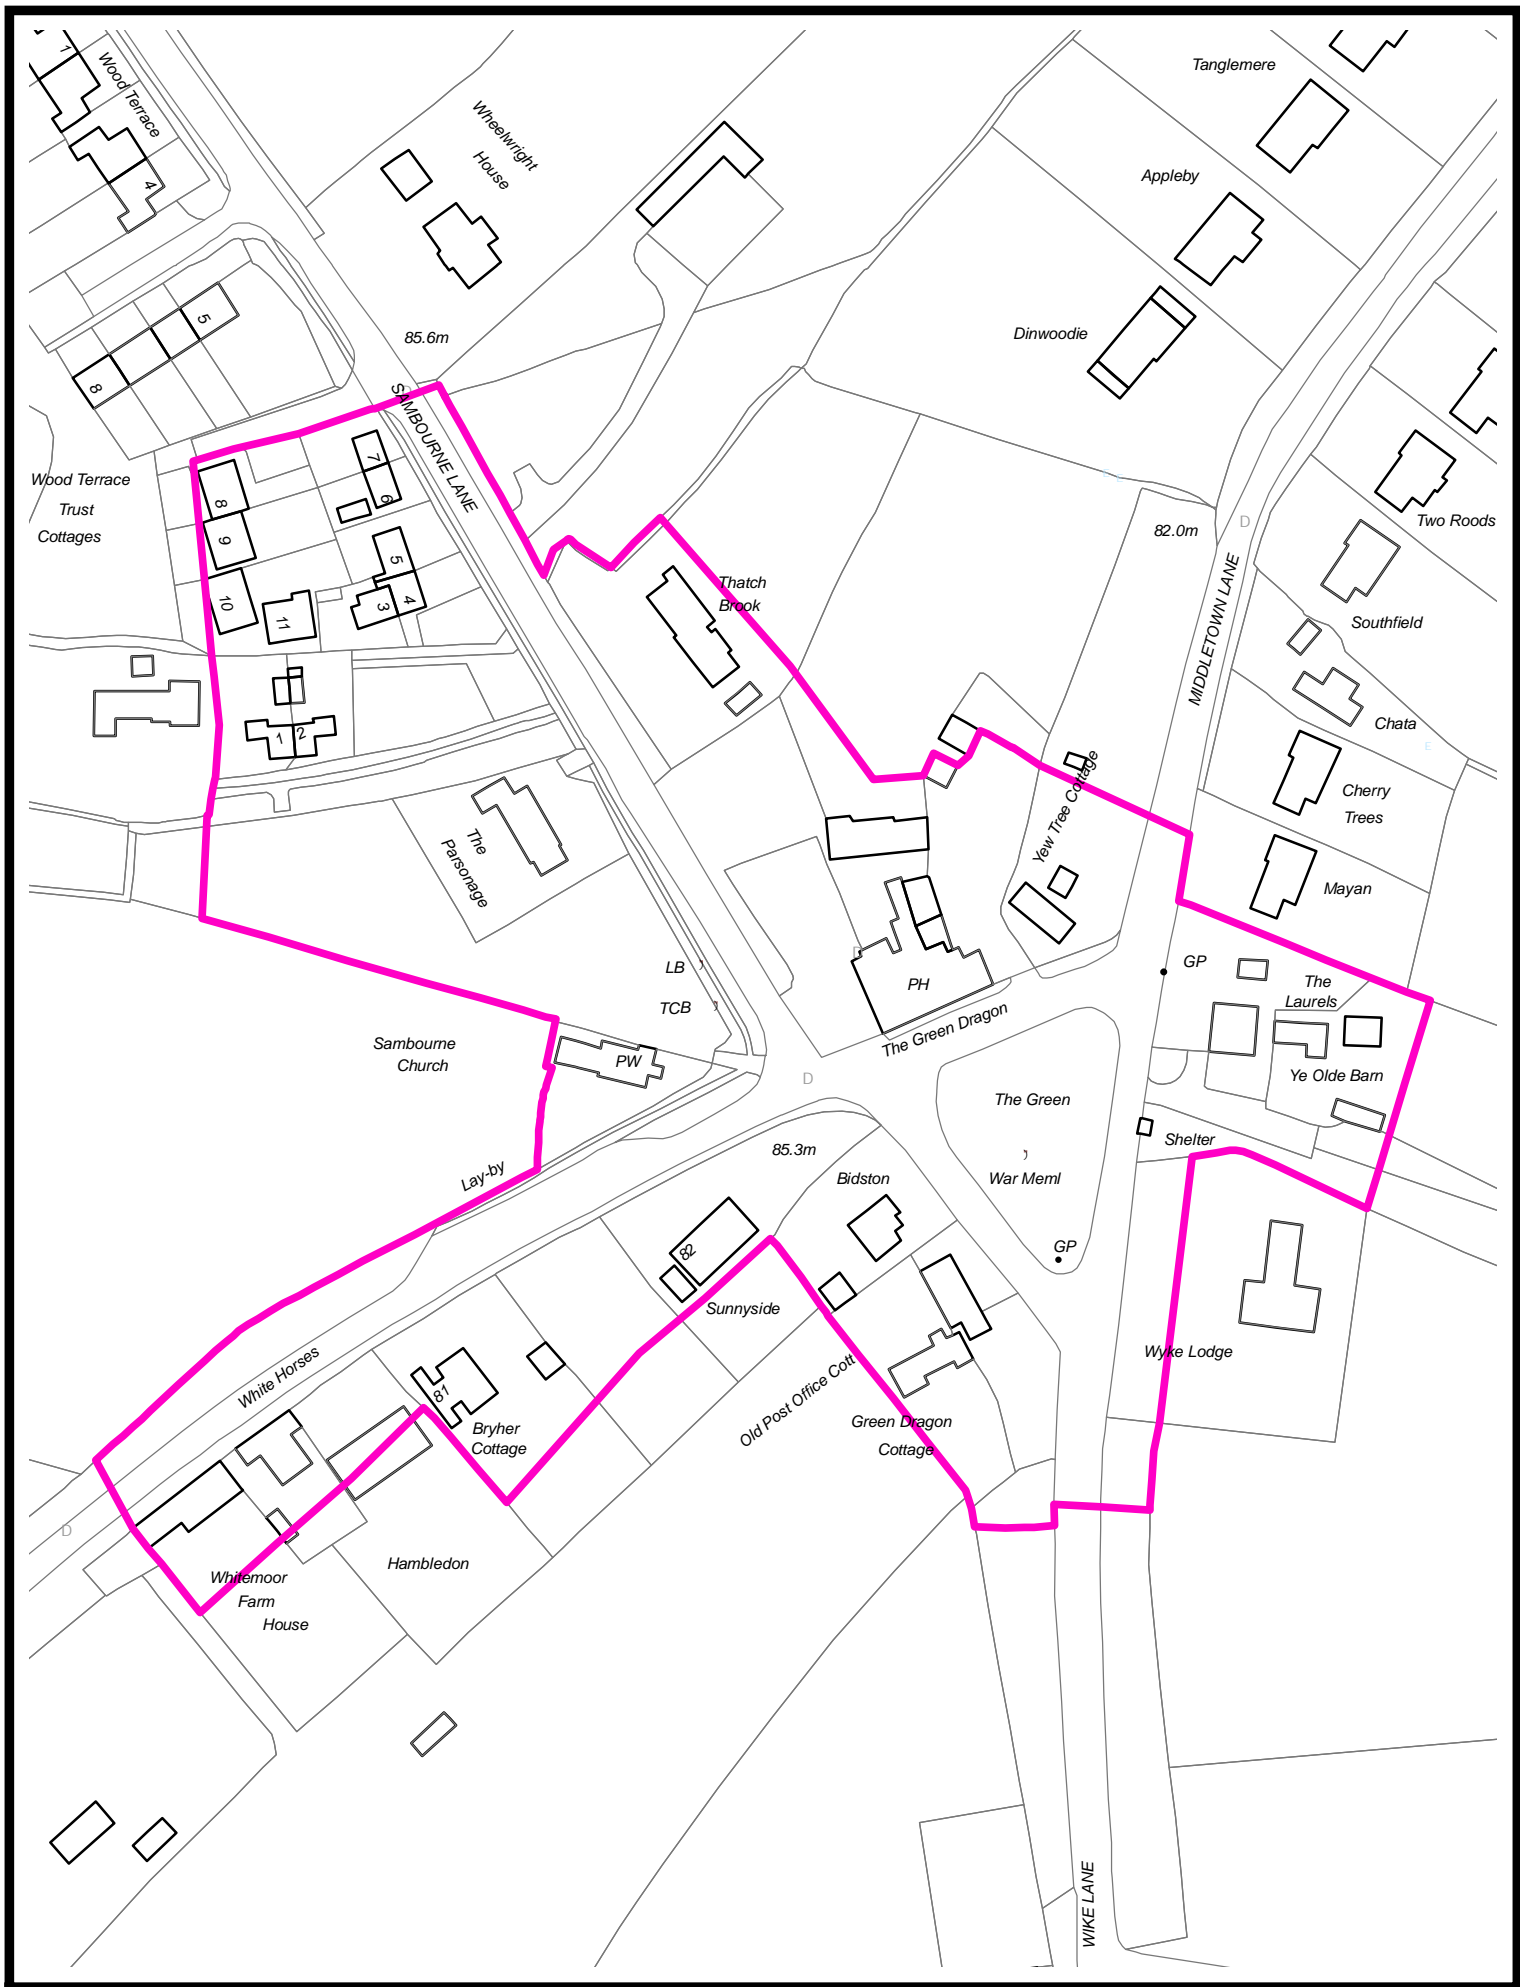 1
Wood Terrace
4
Wheelwright
House
Tanglemere
Appleby
Dinwoodie
85.6m
5
8
SAMBOURNE LANE
Wood Terrace
Trust
Cottages
7
6
8
9
5
10
11
3
4
Thatch
Brook
82.0m
D
Two Roods
MIDDLETOWN LANE
Southfield
Chata
Cherry
Trees
Mayan
1
2
The
Parsonage
Yew Tree Cottage
LB
TCB
D
PH
The Green Dragon
GP
The
Laurels
Ye Olde Barn
Sambourne
Church
PW
D
The Green
Shelter
War Meml
GP
Lay-by
85.3m
Bidston
82
Sunnyside
Wyke Lodge
White Horses
81
Bryher
Cottage
Old Post Office Cott
Green Dragon
Cottage
D
Hambledon
Whitemoor
Farm
House
WIKE LANE